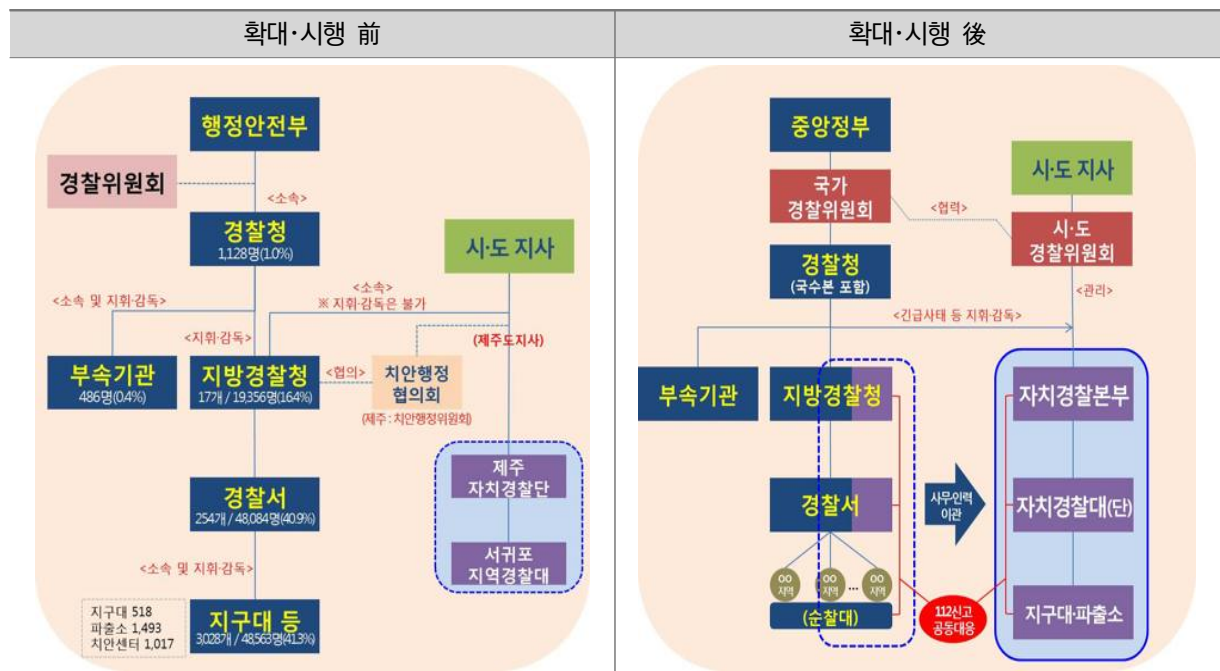 확대·시행 前
행정안전부
경찰위원회
<소속>
경찰청
1,128명(1.0%)
시·도 지사
<소속 및 지휘·감독>
<소속>
※ 지휘·감독은 불가
<지휘·감독>
(제주도지사)
부속기관
486명(0.4%)
지방경찰청
17개 / 19,356명(16.4%)
<협의>
치안행정
협의회
(제주 : 치안행정위원회)
제주
자치경찰단
경찰서
254개 / 48,084명(40.9%)
서귀포
지역경찰대
<소속 및 지휘·감독>
지구대 518
파출소 1,493
치안센터 1,017
지구대 등
3,028개 / 48,563명(41.3%)
확대·시행 後
중앙정부
시·도 지사
국가
경찰위원회
<협력>
시·도
경찰위원회
경찰청
(국수본 포함)
<관리>
<긴급사태 등 지휘·감독>
부속기관
지방경찰청
자치경찰본부
경찰서
사무·인력
이관
자치경찰대(단)
OO
지역
OO
지역
...
OO
지역
(순찰대)
112신고
공동대응
지구대·파출소